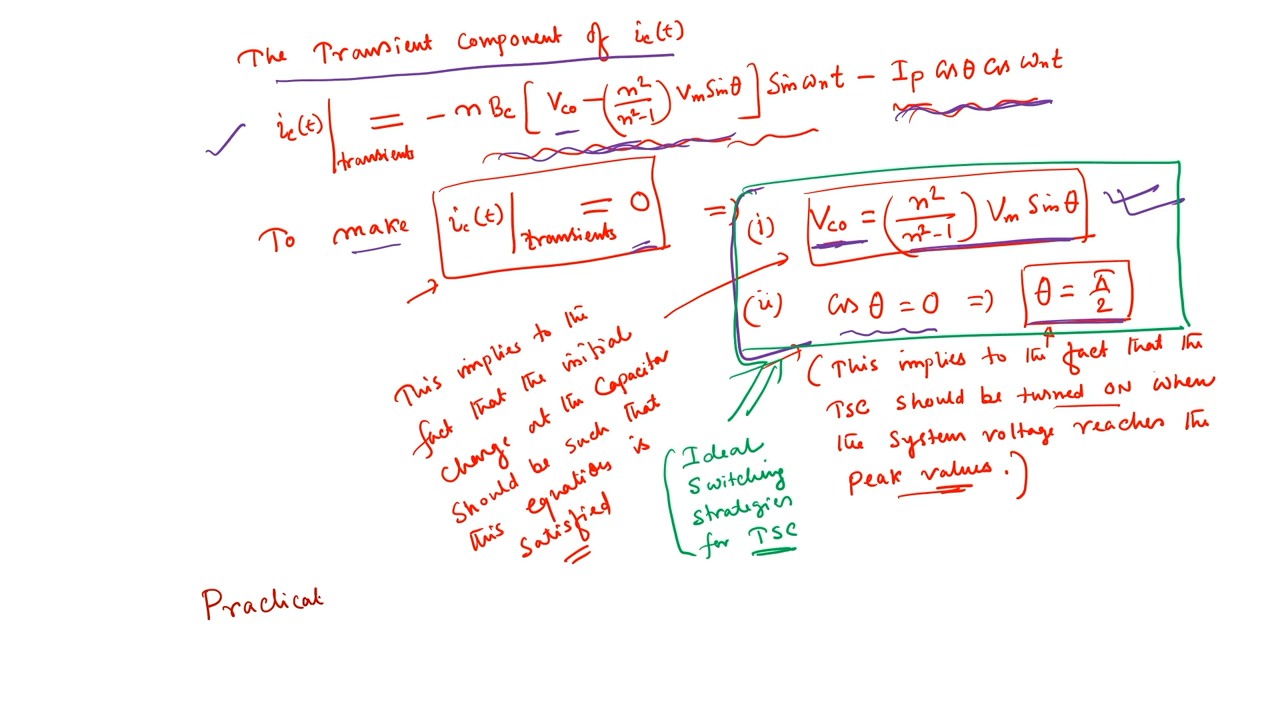 The Transient Component of ic(t)
ic(t)|transients = - n Bc [ Vco - (n²/n²-1) Vm Sinθ ] Sin ωnt - Ip Cosθ Cos ωnt
To make ic(t)|transients = 0 => (i) Vco = (n²/n²-1) Vm Sinθ
(ii) Cos θ = 0 => θ = π/2
This implies to the
fact that the initial
charge at the Capacitor
should be such that
this equations is
satisfied
(This implies to the fact that the
TSC should be turned ON when
the system voltage reaches the
peak values.)
(Ideal
Switching
strategies
for TSC
Practical